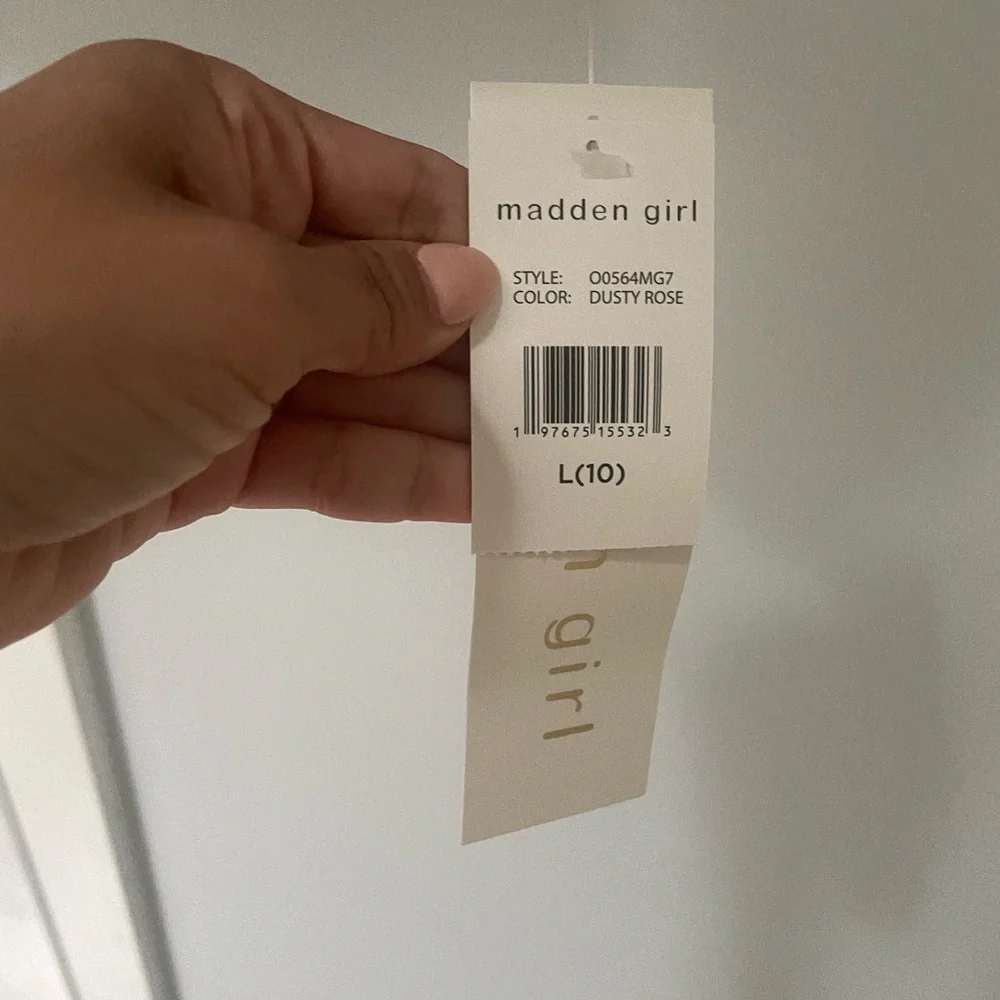 madden girl
STYLE: O0564MG7
COLOR: DUSTY ROSE
1 97675 15532 3
L(10)
n girl